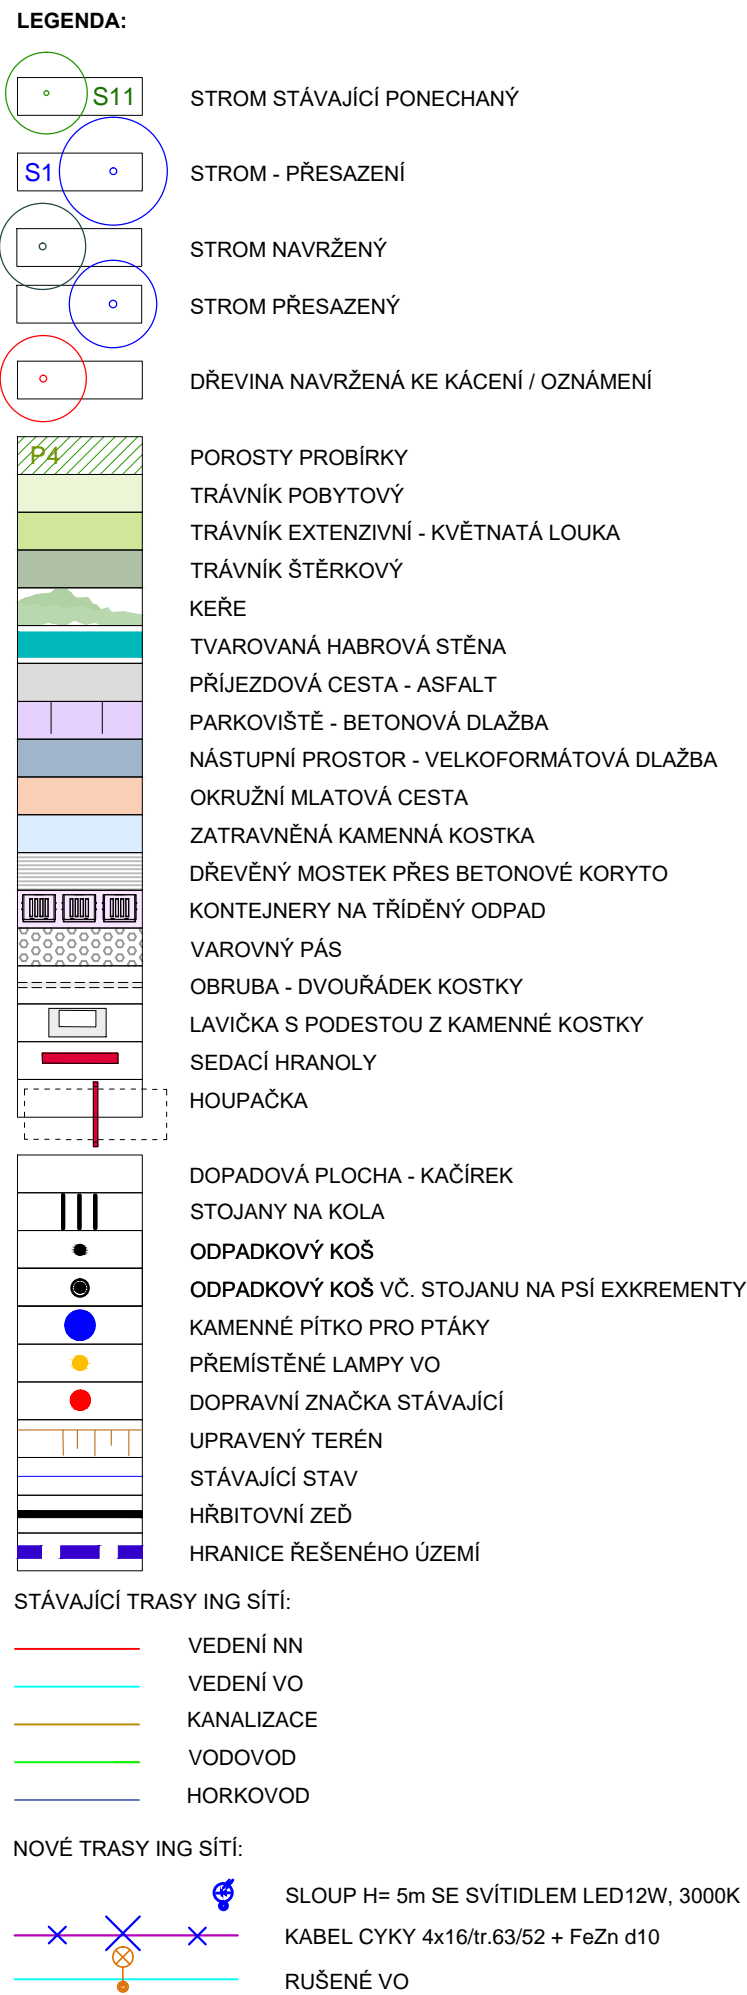 LEGENDA:
S11 STROM STÁVAJÍCÍ PONECHANÝ
S1 STROM - PŘESAZENÍ
STROM NAVRŽENÝ
STROM PŘESAZENÝ
DŘEVINA NAVRŽENÁ KE KÁCENÍ / OZNÁMENÍ
P4 POROSTY PROBÍRKY
TRÁVNÍK POBYTOVÝ
TRÁVNÍK EXTENZIVNÍ - KVĚTNATÁ LOUKA
TRÁVNÍK ŠTĚRKOVÝ
KEŘE
TVAROVANÁ HABROVÁ STĚNA
PŘÍJEZDOVÁ CESTA - ASFALT
PARKOVIŠTĚ - BETONOVÁ DLAŽBA
NÁSTUPNÍ PROSTOR - VELKOFORMÁTOVÁ DLAŽBA
OKRUŽNÍ MLATOVÁ CESTA
ZATRAVNĚNÁ KAMENNÁ KOSTKA
DŘEVĚNÝ MOSTEK PŘES BETONOVÉ KORYTO
KONTEJNERY NA TŘÍDĚNÝ ODPAD
VAROVNÝ PÁS
OBRUBA - DVOUŘÁDEK KOSTKY
LAVIČKA S PODESTOU Z KAMENNÉ KOSTKY
SEDACÍ HRANOLY
HOUPAČKA
DOPADOVÁ PLOCHA - KAČÍREK
STOJANY NA KOLA
ODPADKOVÝ KOŠ
ODPADKOVÝ KOŠ VČ. STOJANU NA PSÍ EXKREMENTY
KAMENNÉ PÍTKO PRO PTÁKY
PŘEMÍSTĚNÉ LAMPY VO
DOPRAVNÍ ZNAČKA STÁVAJÍCÍ
UPRAVENÝ TERÉN
STÁVAJÍCÍ STAV
HŘBITOVNÍ ZEĎ
HRANICE ŘEŠENÉHO ÚZEMÍ
STÁVAJÍCÍ TRASY ING SÍTÍ:
VEDENÍ NN
VEDENÍ VO
KANALIZACE
VODOVOD
HORKOVOD
NOVÉ TRASY ING SÍTÍ:
SLOUP H= 5m SE SVÍTIDLEM LED12W, 3000K
KABEL CYKY 4x16/tr.63/52 + FeZn d10
RUŠENÉ VO